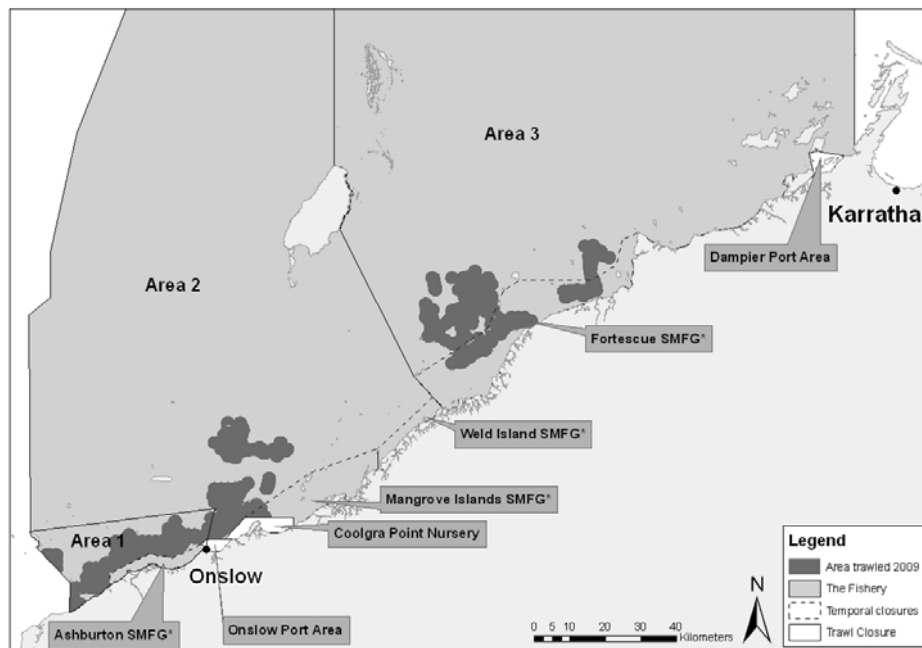 Area 3
Karratha
Dampier Port Area
Area 2
Fortescue SMFG*
Weld Island SMFG*
Mangrove Islands SMFG*
Coolgra Point Nursery
Area 1
Onslow
Ashburton SMFG*
Onslow Port Area
0 5 10 20 30 40
Kilometers
N
Legend
Area trawled 2009
The Fishery
Temporal closures
Trawl Closure